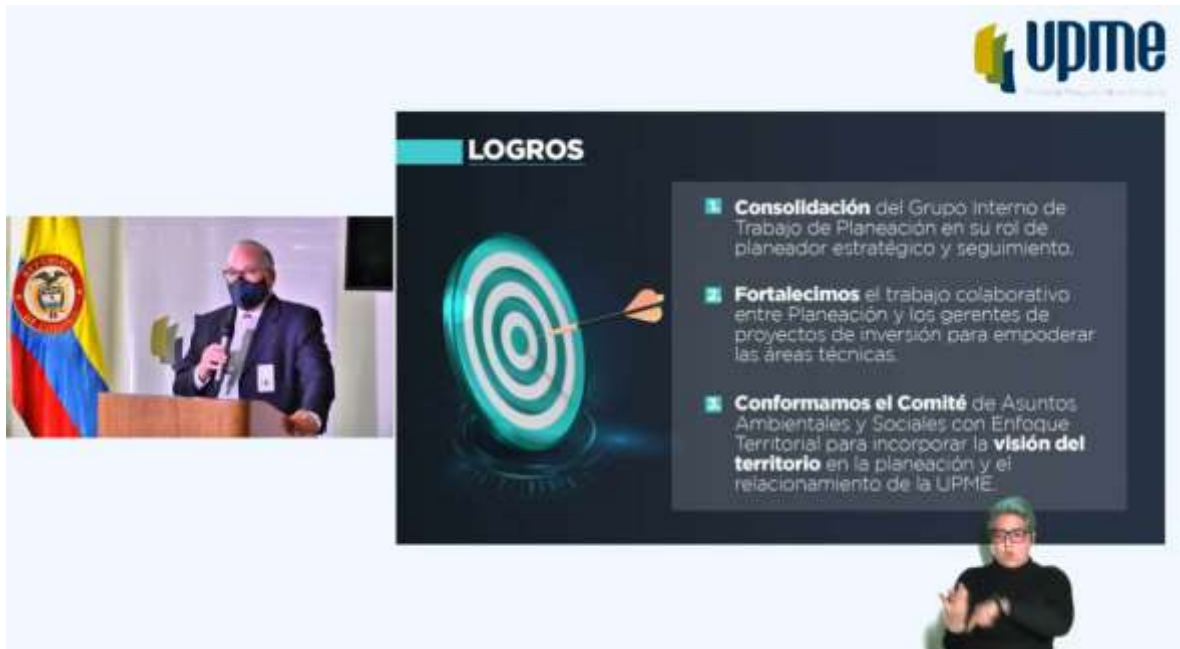 upme
LOGROS
1. Consolidación del Grupo Interno de
Trabajo de Planeación en su rol de
planeador estratégico y seguimiento.
2. Fortalecimos el trabajo colaborativo
entre Planeación y los gerentes de
proyectos de inversión para empoderar
las áreas técnicas.
3. Conformamos el Comité de Asuntos
Ambientales y Sociales con Enfoque
Territorial para incorporar la visión del
territorio en la planeación y el
relacionamiento de la UPME.